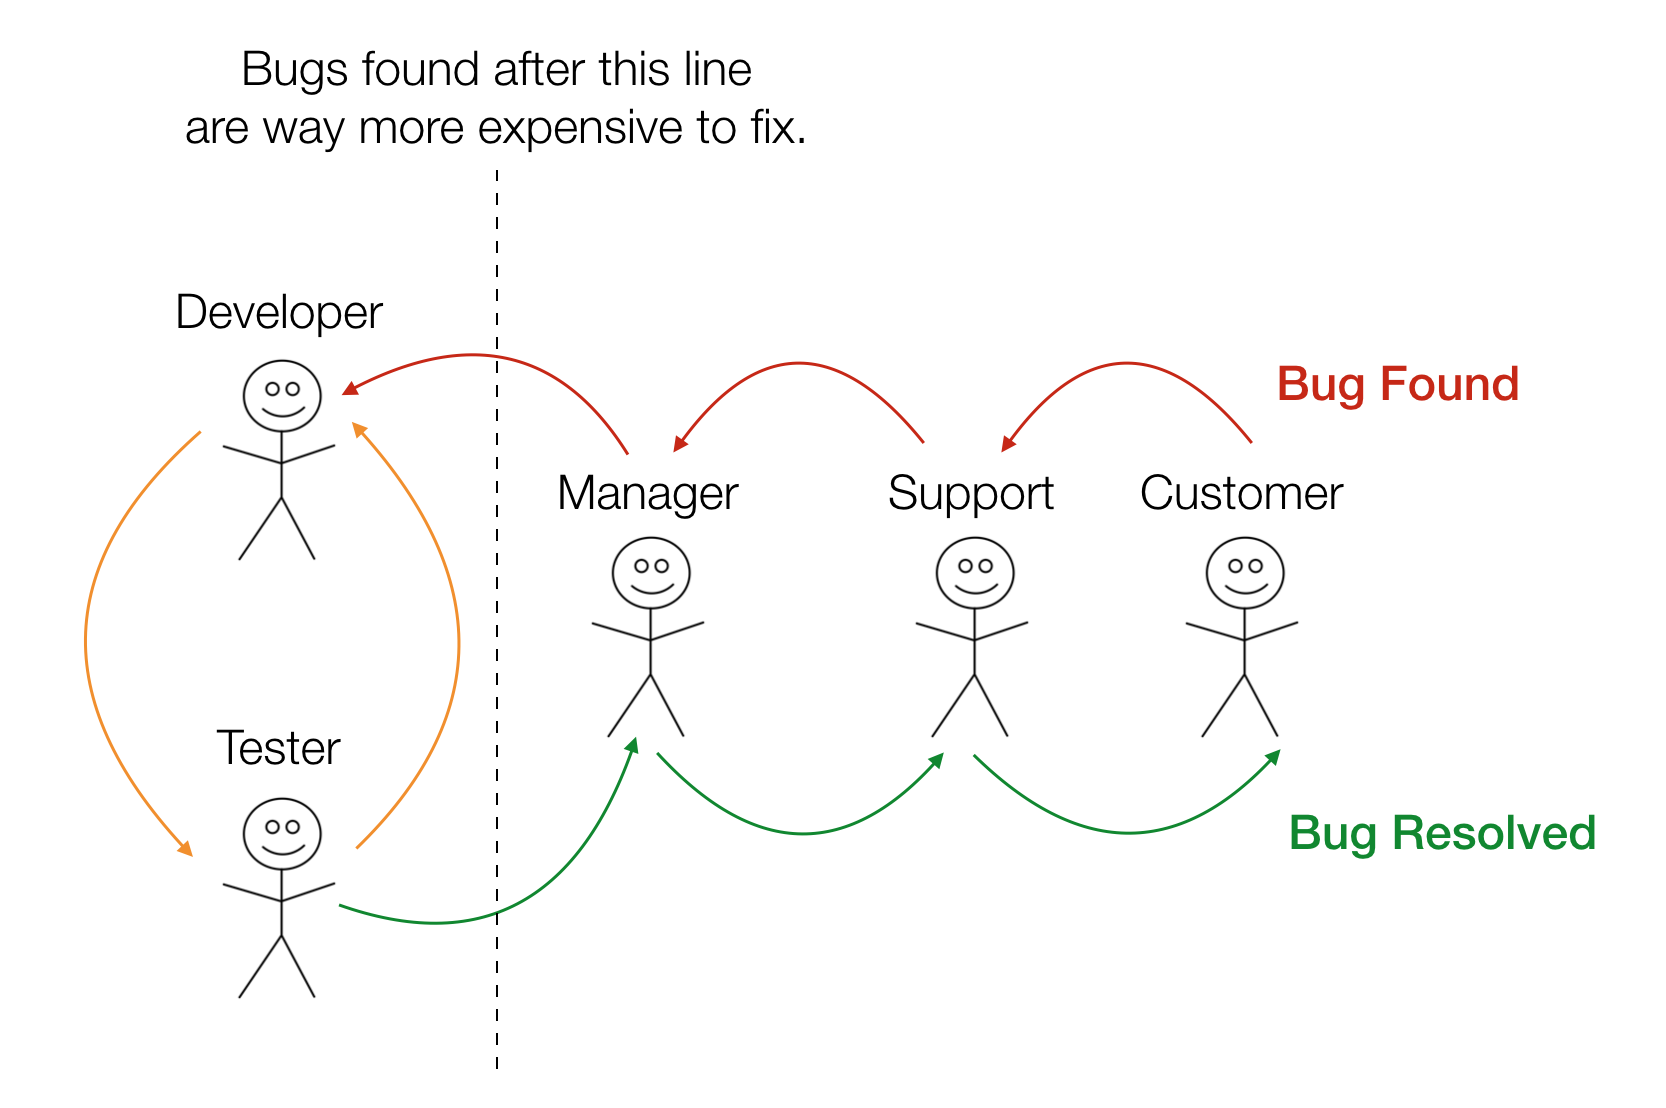 Bugs found after this line
are way more expensive to fix.
Developer
Bug Found
Manager
Support
Customer
Tester
Bug Resolved